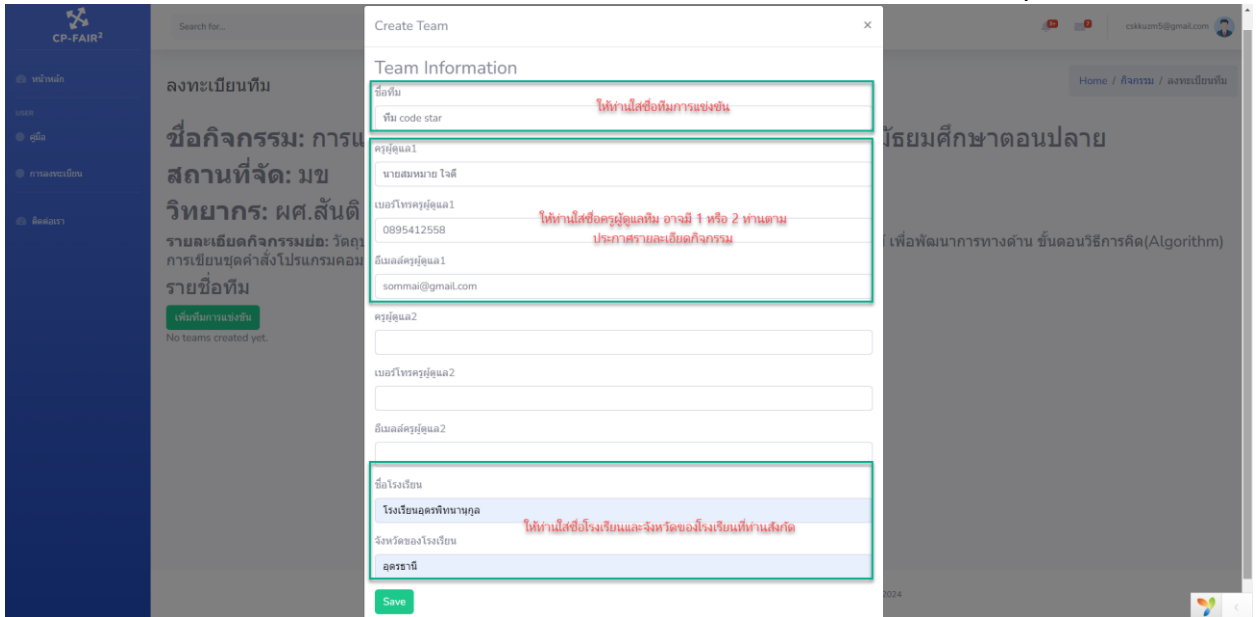 CP-FAIR²
Search for...
cskkuzm5@gmail.com
หน้าหลัก
USER
คู่มือ
การลงทะเบียน
ติดต่อเรา
ลงทะเบียนทีม
Home / กิจกรรม / ลงทะเบียนทีม
ชื่อกิจกรรม: การแ
มัธยมศึกษาตอนปลาย
สถานที่จัด: มข
วิทยากร: ผศ.สันติ
รายละเอียดกิจกรรมย่อ: วัตถุ
เพื่อพัฒนาการทางด้าน ขั้นตอนวิธีการคิด(Algorithm)
การเขียนชุดคำสั่งโปรแกรมคอม
รายชื่อทีม
เพิ่มทีมการแข่งขัน
No teams created yet.
Create Team
×
Team Information
ชื่อทีม
ให้ท่านใส่ชื่อทีมการแข่งขัน
ทีม code star
ครูผู้ดูแล1
นายสมหมาย ใจดี
เบอร์โทรครูผู้ดูแล1
ให้ท่านใส่ชื่อครูผู้ดูแลทีม อาจมี 1 หรือ 2 ท่านตาม
ประกาศรายละเอียดกิจกรรม
0895412558
อีเมลล์ครูผู้ดูแล1
sommai@gmail.com
ครูผู้ดูแล2
เบอร์โทรครูผู้ดูแล2
อีเมลล์ครูผู้ดูแล2
ชื่อโรงเรียน
โรงเรียนอุดรพิทนานุกูล
ให้ท่านใส่ชื่อโรงเรียนและจังหวัดของโรงเรียนที่ท่านสังกัด
จังหวัดของโรงเรียน
อุดรธานี
Save
2024